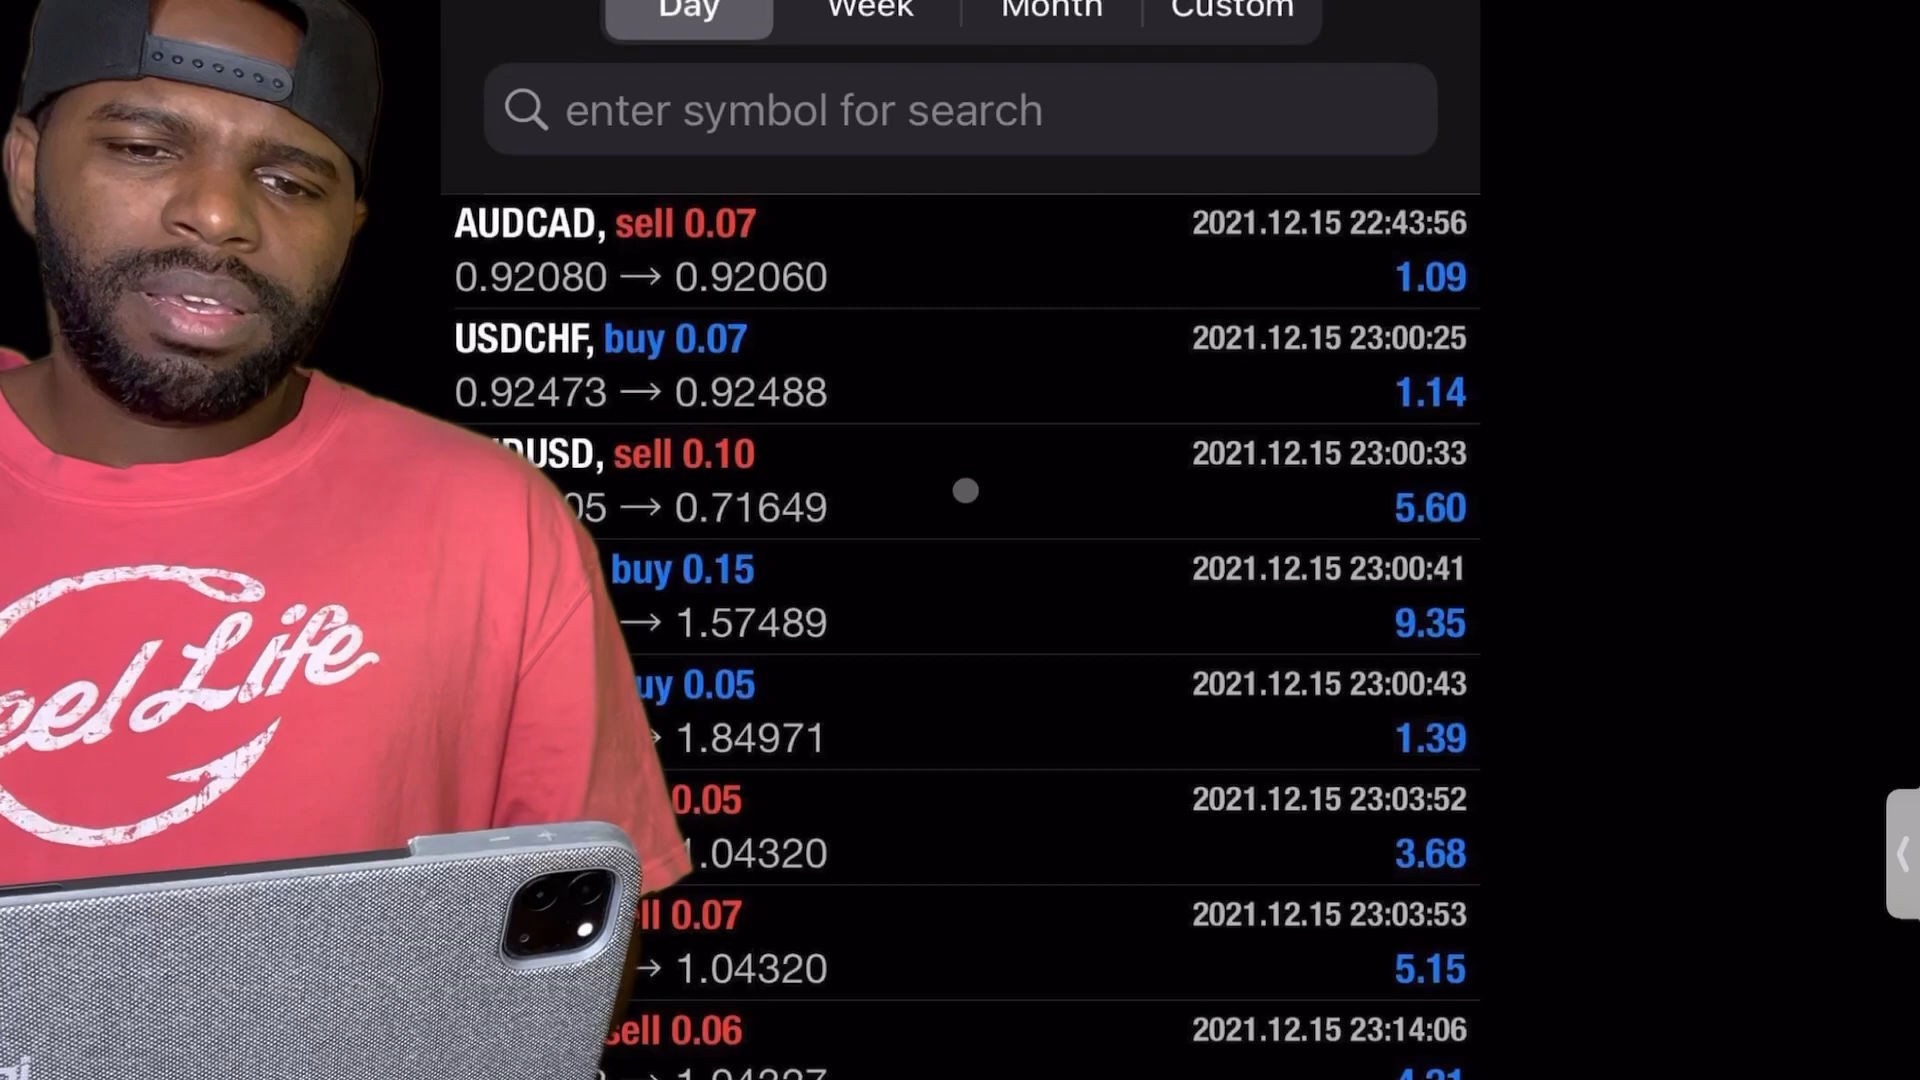 Day Week Month Custom
enter symbol for search
AUDCAD, sell 0.07 2021.12.15 22:43:56
0.92080 → 0.92060 1.09
USDCHF, buy 0.07 2021.12.15 23:00:25
0.92473 → 0.92488 1.14
DUSD, sell 0.10 2021.12.15 23:00:33
05 → 0.71649 5.60
buy 0.15 2021.12.15 23:00:41
→ 1.57489 9.35
uy 0.05 2021.12.15 23:00:43
1.84971 1.39
0.05 2021.12.15 23:03:52
1.04320 3.68
ell 0.07 2021.12.15 23:03:53
→ 1.04320 5.15
sell 0.06 2021.12.15 23:14:06
eel Life